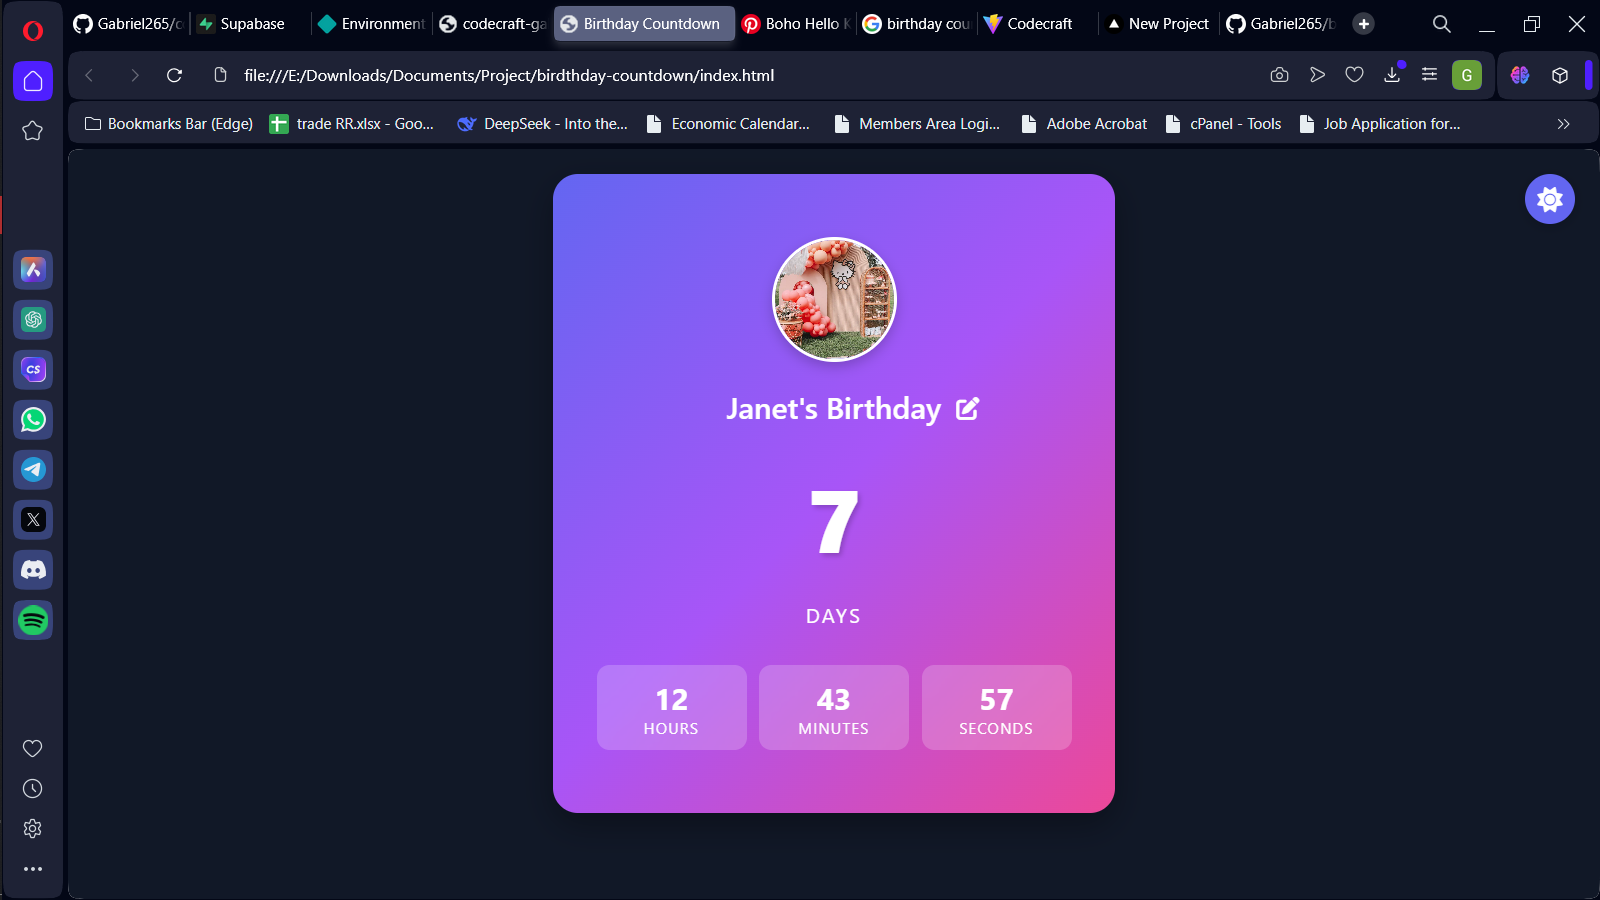 Gabriel265/c
Supabase
Environment
codecraft-ga
Birthday Countdown
Boho Hello K
birthday cou
Codecraft
New Project
Gabriel265/b
file:///E:/Downloads/Documents/Project/birdthday-countdown/index.html
G
Bookmarks Bar (Edge)
trade RR.xlsx - Goo...
DeepSeek - Into the...
Economic Calendar...
Members Area Logi...
Adobe Acrobat
cPanel - Tools
Job Application for...
CS
Janet's Birthday
7
DAYS
12
HOURS
43
MINUTES
57
SECONDS